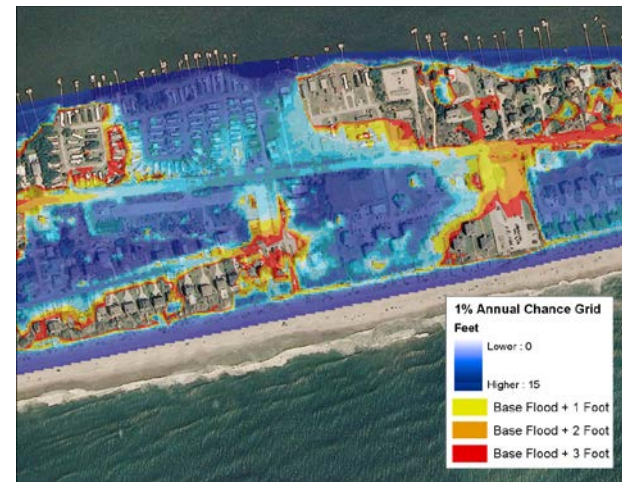 1% Annual Chance Grid
Feet
Lower : 0
Higher : 15
Base Flood + 1 Foot
Base Flood + 2 Foot
Base Flood + 3 Foot